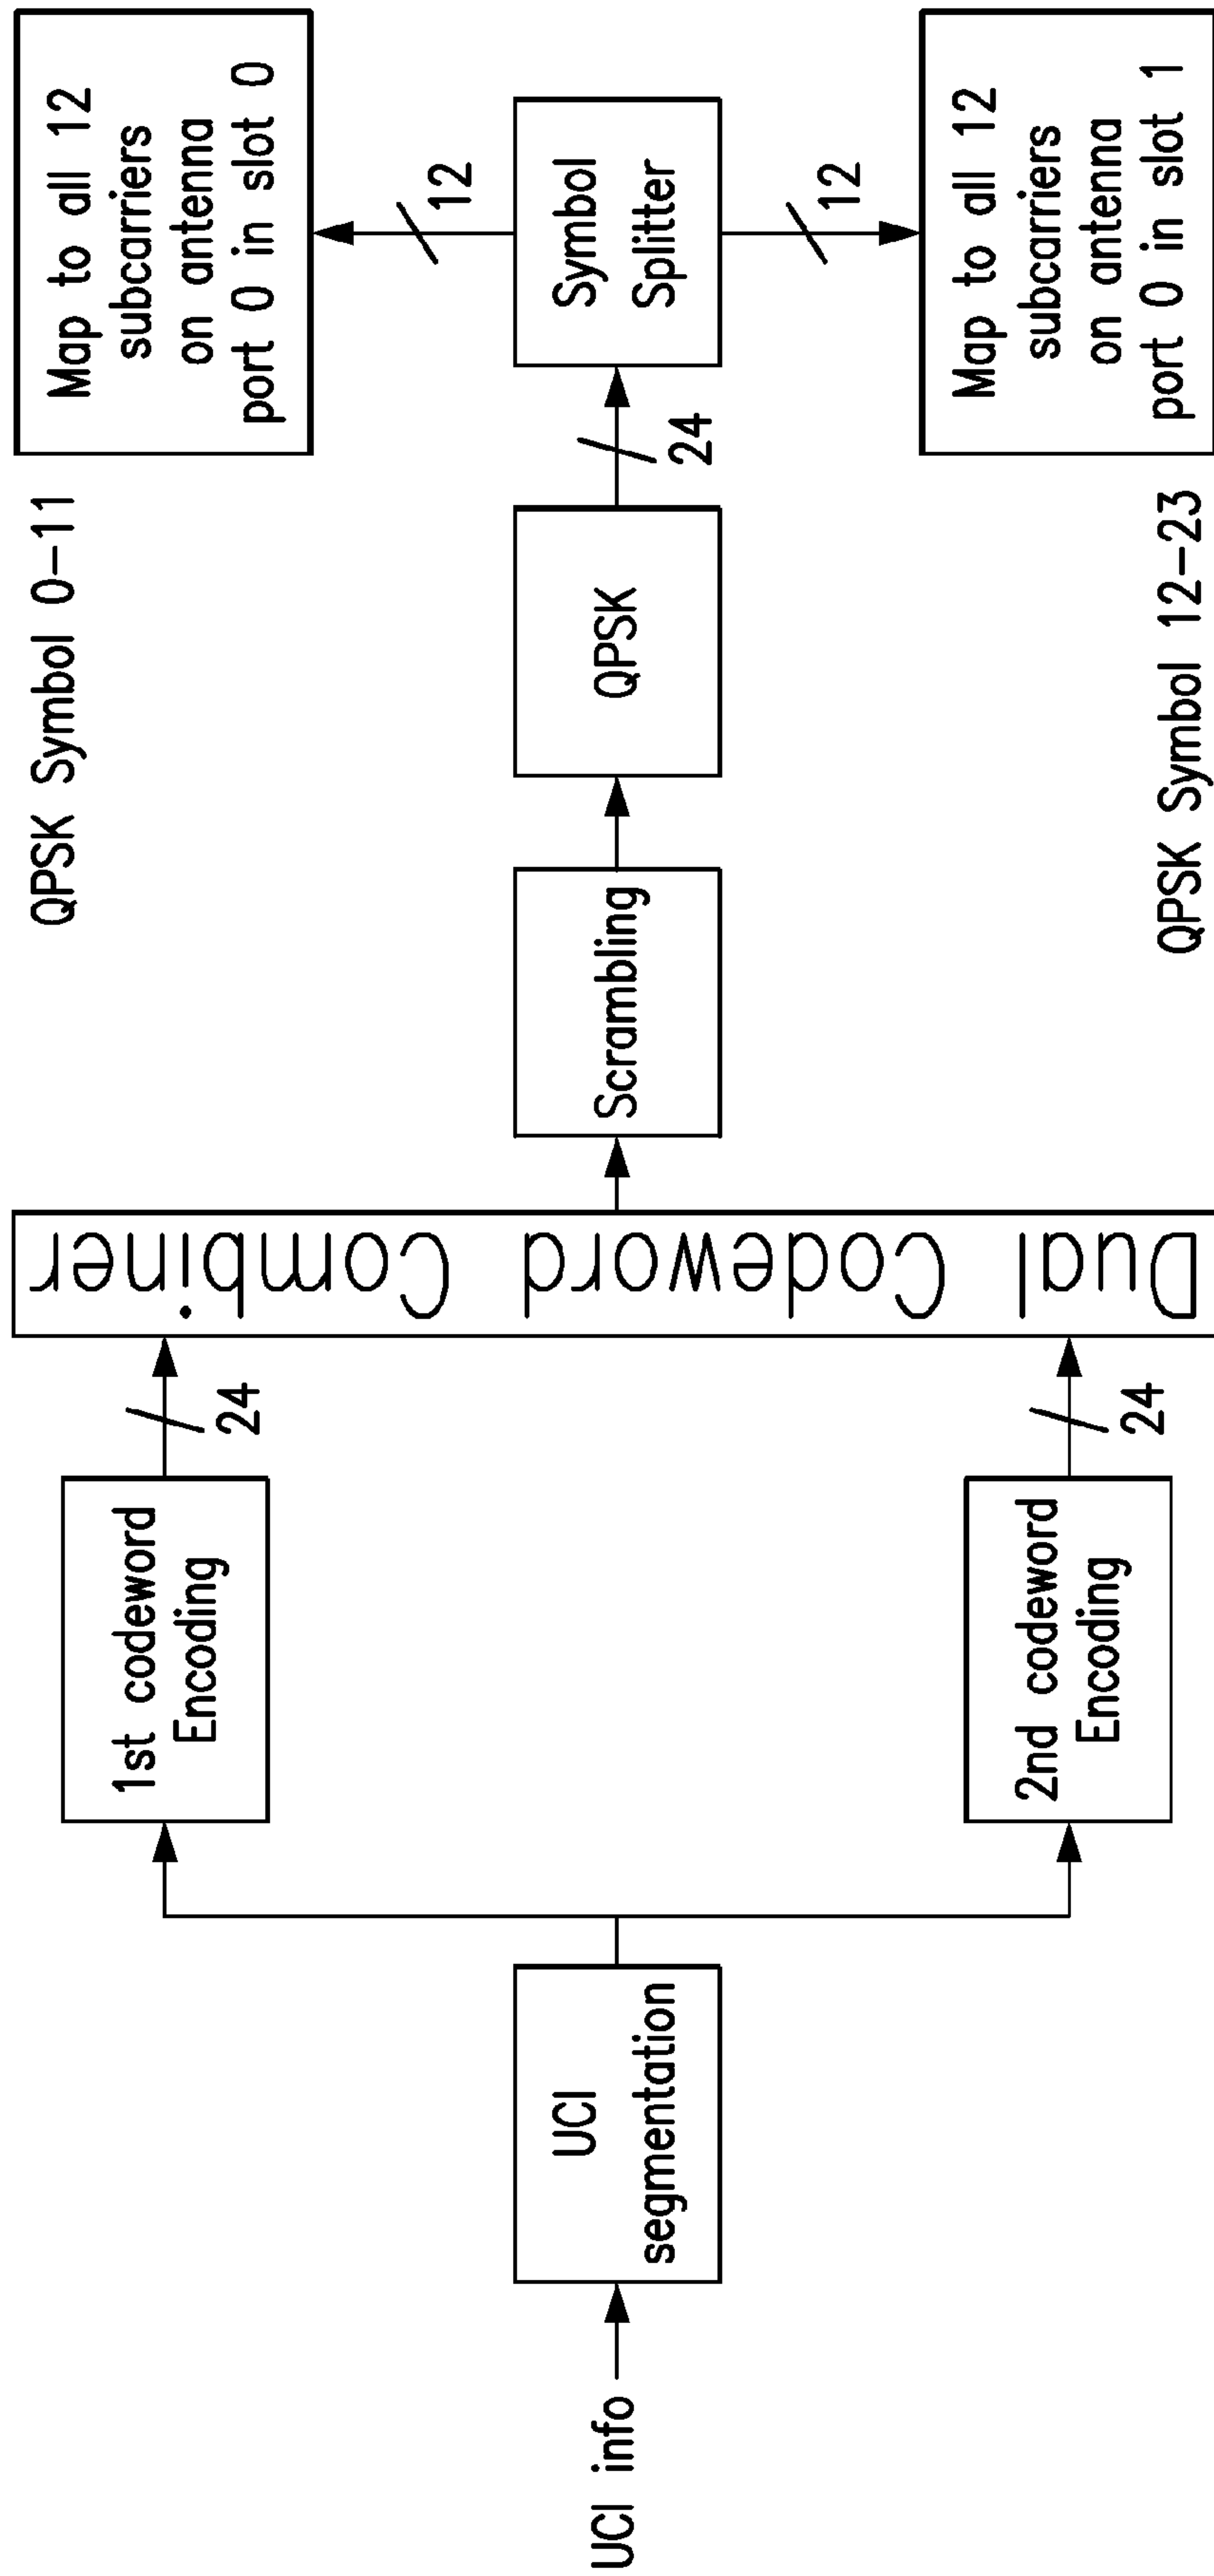 UCI info
UCI
segmentation
1st codeword
Encoding
24
2nd codeword
Encoding
24
Dual Codeword Combiner
Scrambling
QPSK
24
Symbol
Splitter
12
12
QPSK Symbol 0-11
Map to all 12
subcarriers
on antenna
port 0 in slot 0
QPSK Symbol 12-23
Map to all 12
subcarriers
on antenna
port 0 in slot 1